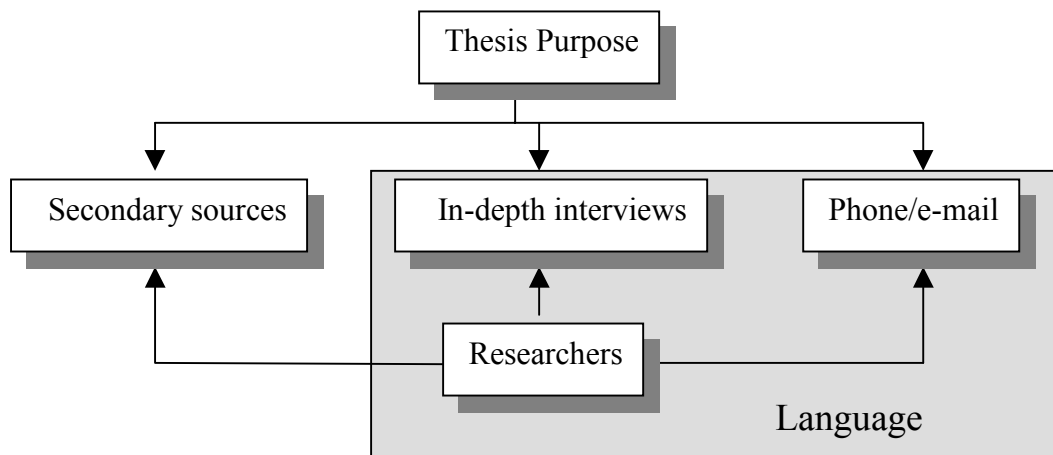 Thesis Purpose
Secondary sources
In-depth interviews
Phone/e-mail
Researchers
Language